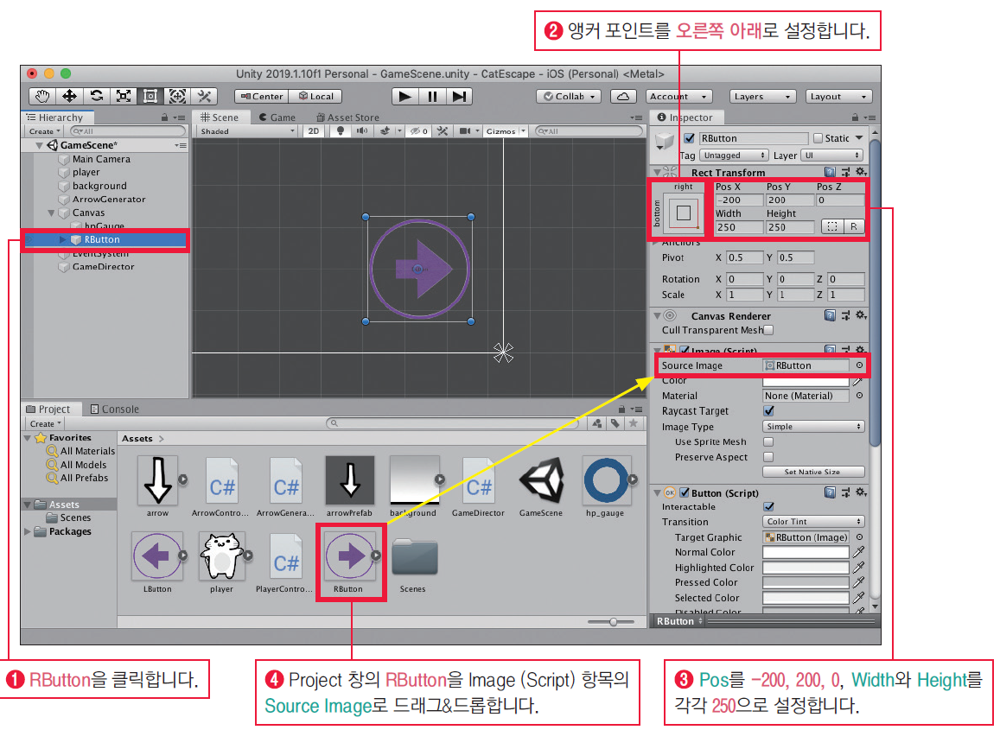 ❷ 앵커 포인트를 오른쪽 아래로 설정합니다.
Unity 2019.1.10f1 Personal - GameScene.unity - CatEscape - iOS (Personal) <Metal>
Center Local Collab Account Layers Layout
Hierarchy
Create All
GameScene*
Main Camera
player
background
ArrowGenerator
Canvas
hpGauge
RButton
EventSystem
GameDirector
Scene Game Asset Store
Shaded 2D 0 Gizmos All
Inspector
RButton Static
Tag Untagged Layer UI
Rect Transform
right
bottom
Pos X Pos Y Pos Z
-200 200 0
Width Height
250 250 R
Anchors
Pivot X 0.5 Y 0.5
Rotation X 0 Y 0 Z 0
Scale X 1 Y 1 Z 1
Canvas Renderer
Cull Transparent Mesh
Image (Script)
Source Image RButton
Color
Material None (Material)
Raycast Target
Image Type Simple
Use Sprite Mesh
Preserve Aspect
Set Native Size
OK Button (Script)
Interactable
Transition Color Tint
Target Graphic RButton (Image)
Normal Color
Highlighted Color
Pressed Color
Selected Color
Disabled Color
RButton
Project Console
Create
Favorites
All Materials
All Models
All Prefabs
Assets
Scenes
Packages
Assets >
C# C# C#
arrow ArrowContro... ArrowGenera... arrowPrefab background GameDirector GameScene hp_gauge
C#
LButton player PlayerContro... RButton Scenes
❶ RButton을 클릭합니다.
❹ Project 창의 RButton을 Image (Script) 항목의
Source Image로 드래그&드롭합니다.
❸ Pos를 -200, 200, 0, Width와 Height를
각각 250으로 설정합니다.